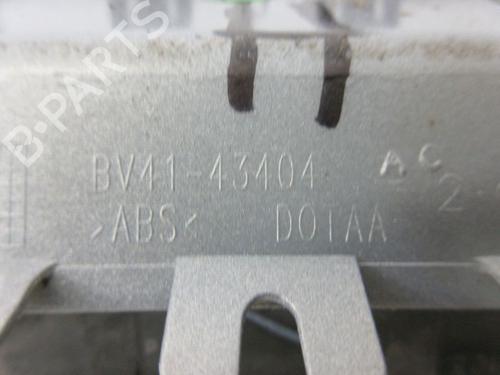 B-PARTS
BV41-43404 AC
2
>ABS< DOTAA